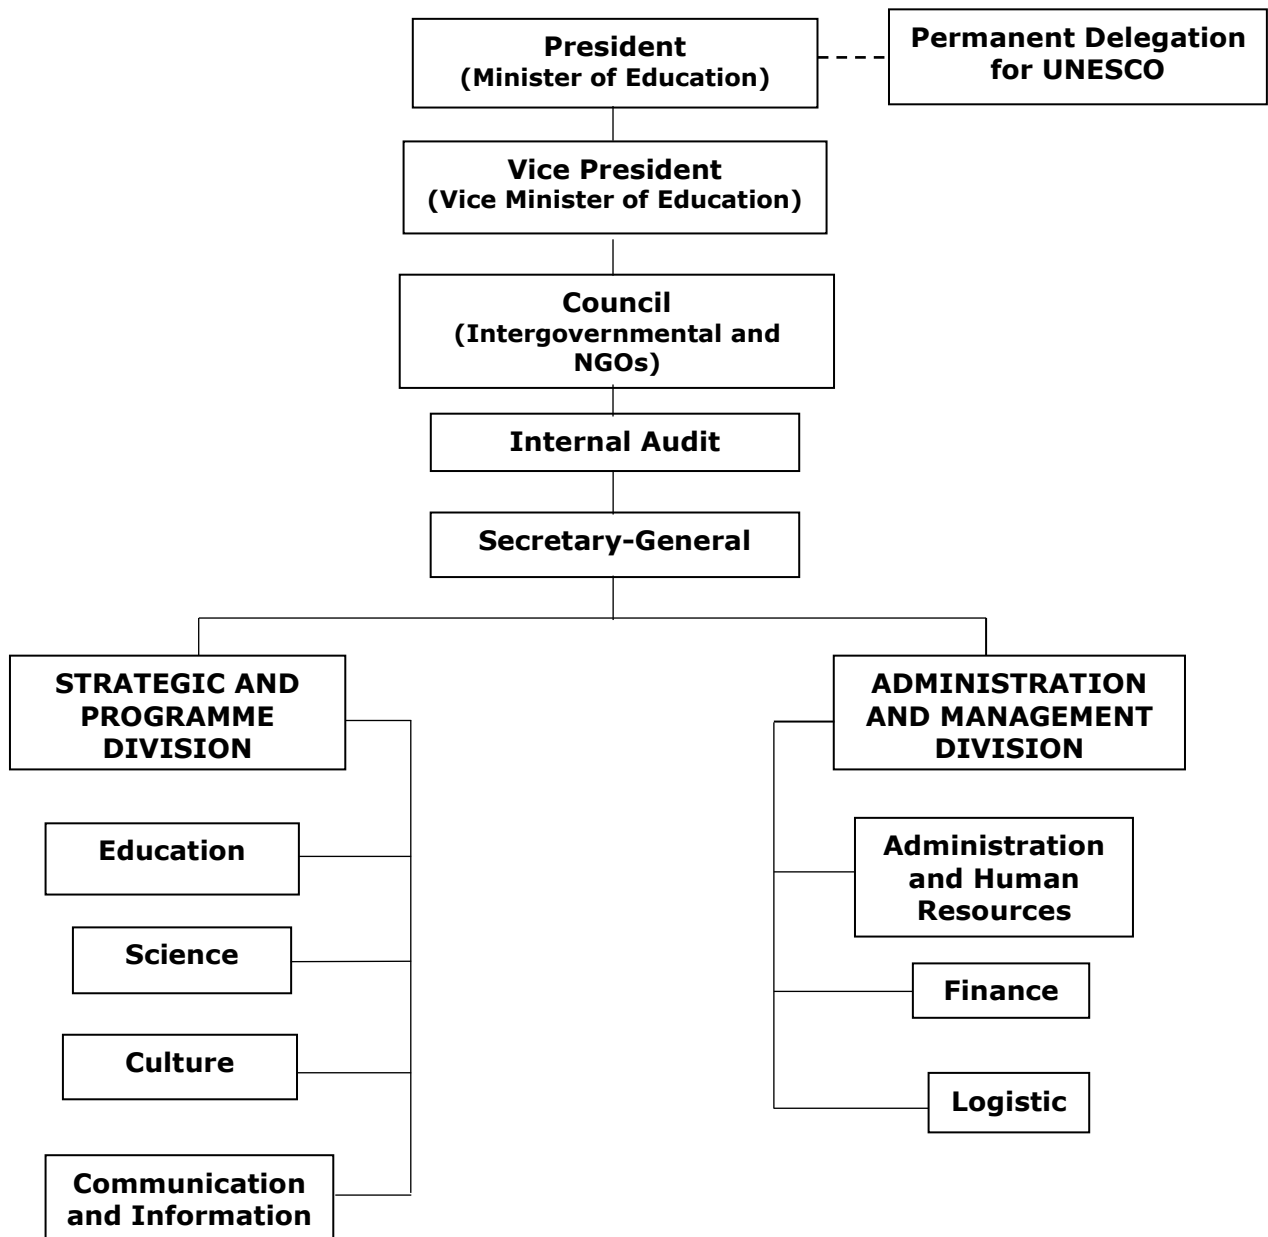 President
(Minister of Education)
Permanent Delegation
for UNESCO
Vice President
(Vice Minister of Education)
Council
(Intergovernmental and
NGOs)
Internal Audit
Secretary-General
STRATEGIC AND
PROGRAMME
DIVISION
Education
Science
Culture
Communication
and Information
ADMINISTRATION
AND MANAGEMENT
DIVISION
Administration
and Human
Resources
Finance
Logistic